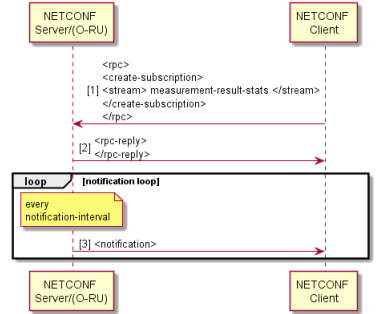 NETCONF
Server/(O-RU)
NETCONF
Client
<rpc>
<create-subscription>
[1] <stream> measurement-result-stats </stream>
</create-subscription>
</rpc>
[2] <rpc-reply>
</rpc-reply>
loop [notification loop]
every
notification-interval
[3] <notification>
NETCONF
Server/(O-RU)
NETCONF
Client